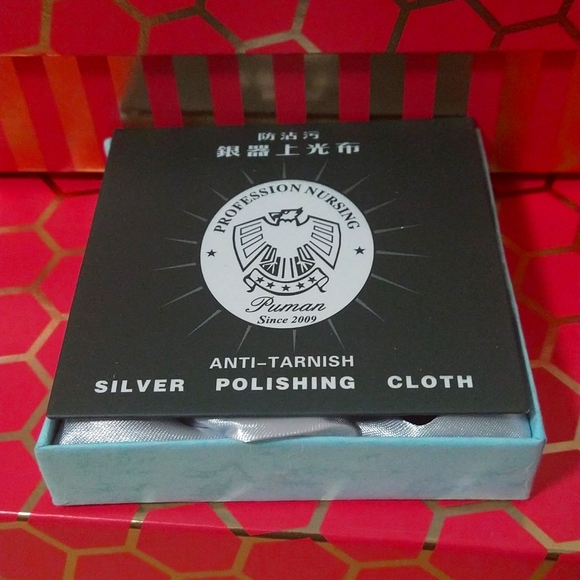 防沾污
銀器上光布
PROFESSION NURSING
Puman
Since 2009
ANTI-TARNISH
SILVER POLISHING CLOTH